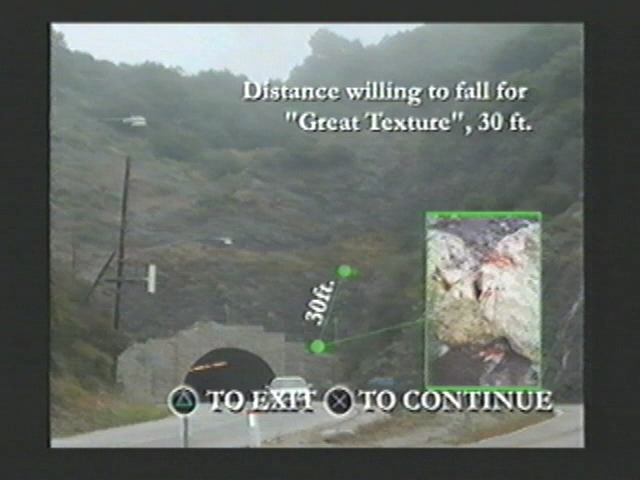 Distance willing to fall for
"Great Texture", 30 ft.
30ft.
TO EXIT TO CONTINUE